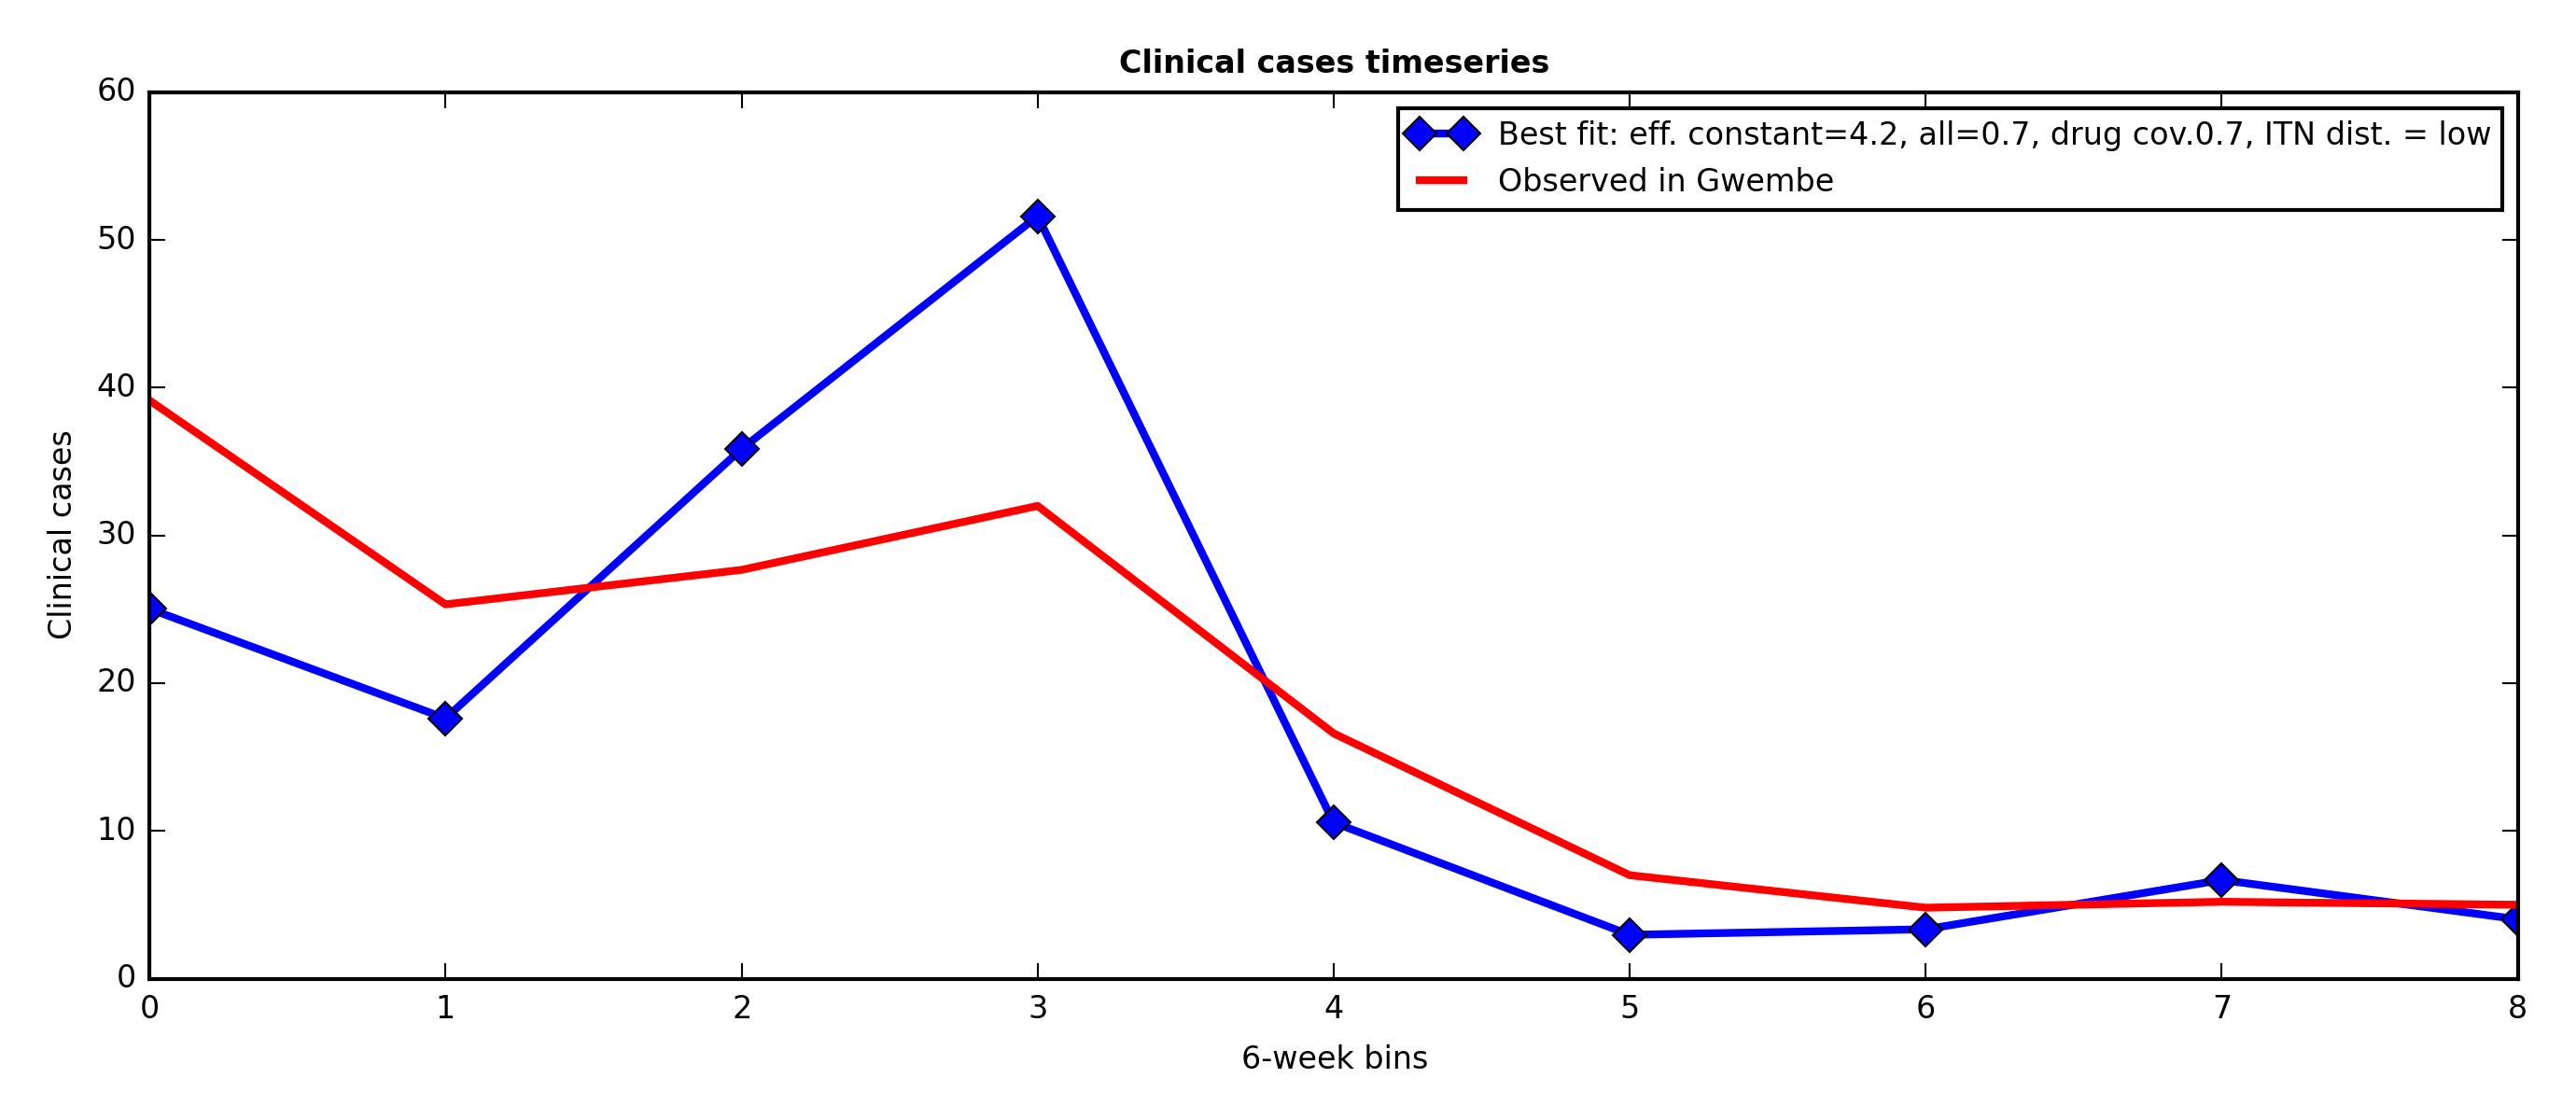 Clinical cases timeseries
60
50
40
30
20
10
0
Clinical cases
Best fit: eff. constant=4.2, all=0.7, drug cov.0.7, ITN dist. = low
Observed in Gwembe
0 1 2 3 4 5 6 7 8
6-week bins